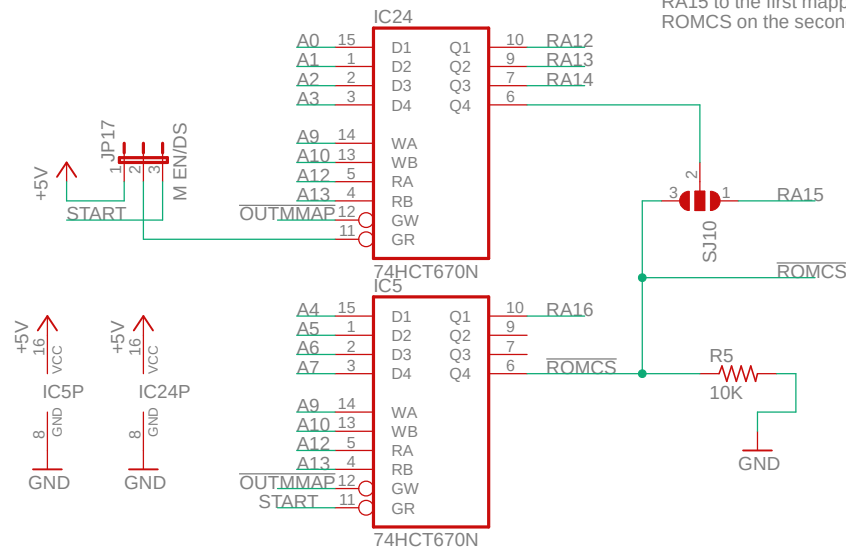 RA15 to the first mapp
ROMCS on the secon
IC24
A0 15 D1 Q1 10 RA12
A1 1 D2 Q2 9 RA13
A2 2 D3 Q3 7 RA14
A3 3 D4 Q4 6
A9 14 WA
A10 13 WB
A12 5 RA
A13 4 RB
OUTMMAP 12 GW
11 GR
74HCT670N
JP17
1 2 3
M EN/DS
+5V
START
2
3 1 RA15
SJ10
ROMCS
IC5
A4 15 D1 Q1 10 RA16
A5 1 D2 Q2 9
A6 2 D3 Q3 7
A7 3 D4 Q4 6 ROMCS
A9 14 WA
A10 13 WB
A12 5 RA
A13 4 RB
OUTMMAP 12 GW
START 11 GR
74HCT670N
R5
10K
GND
+5V 16 VCC
IC5P
8 GND
GND
+5V 16 VCC
IC24P
8 GND
GND